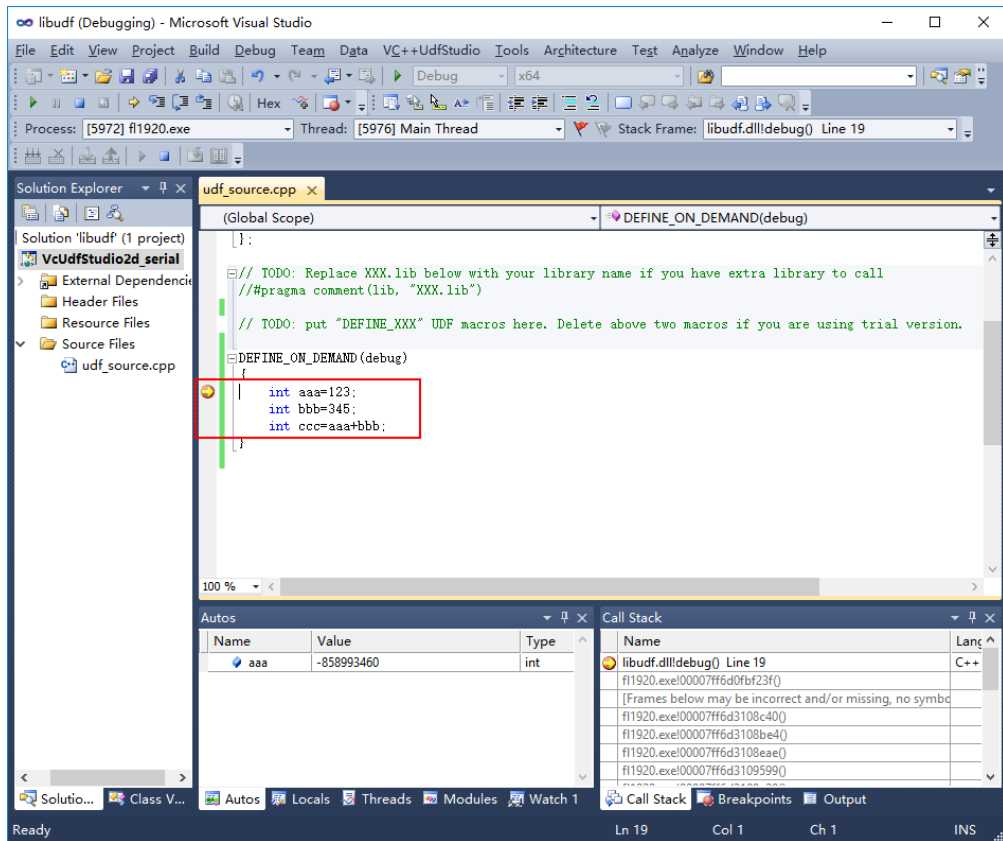 libudf (Debugging) - Microsoft Visual Studio
File Edit View Project Build Debug Team Data VC++UdfStudio Tools Architecture Test Analyze Window Help
Debug x64
Hex
Process: [5972] fl1920.exe Thread: [5976] Main Thread Stack Frame: libudf.dll!debug() Line 19
Solution Explorer
udf_source.cpp
(Global Scope) DEFINE_ON_DEMAND(debug)
Solution 'libudf' (1 project)
VcUdfStudio2d_serial
External Dependencie
Header Files
Resource Files
Source Files
udf_source.cpp
};
// TODO: Replace XXX.lib below with your library name if you have extra library to call
//#pragma comment(lib, "XXX.lib")
// TODO: put "DEFINE_XXX" UDF macros here. Delete above two macros if you are using trial version.
DEFINE_ON_DEMAND(debug)
{
int aaa=123;
int bbb=345;
int ccc=aaa+bbb;
}
100 %
Autos
Name Value Type
aaa -858993460 int
Call Stack
Name Lang
libudf.dll!debug() Line 19 C++
fl1920.exe!00007ff6d0fbf23f()
[Frames below may be incorrect and/or missing, no symbo
fl1920.exe!00007ff6d3108c40()
fl1920.exe!00007ff6d3108be4()
fl1920.exe!00007ff6d3108eae()
fl1920.exe!00007ff6d3109599()
Solutio... Class V...
Autos Locals Threads Modules Watch 1
Call Stack Breakpoints Output
Ready Ln 19 Col 1 Ch 1 INS